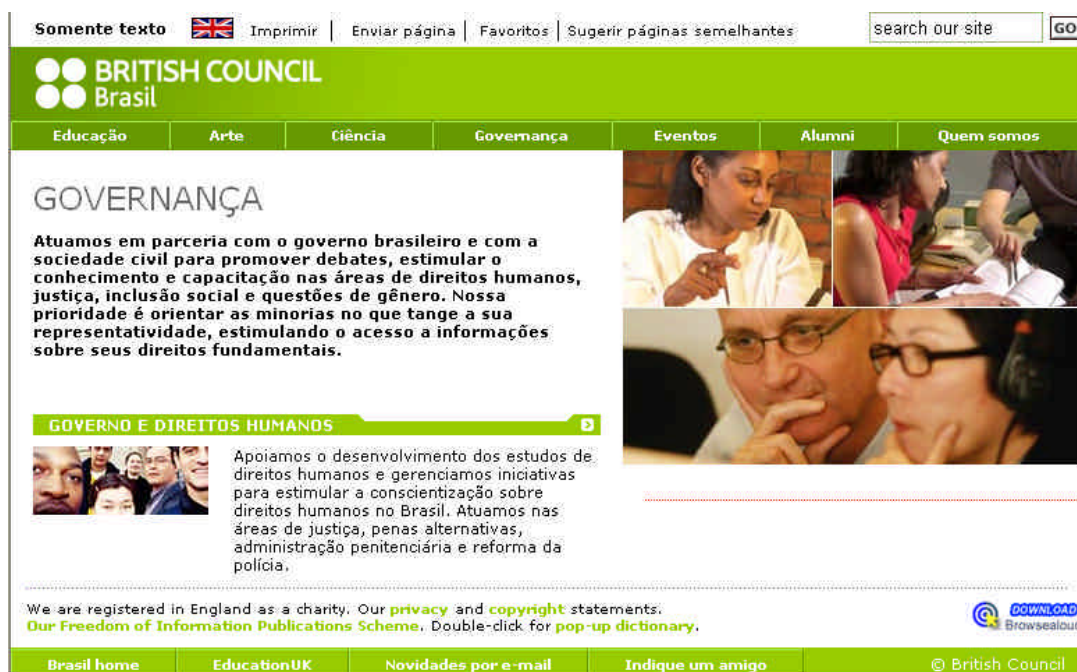 Somente texto Imprimir | Enviar página | Favoritos | Sugerir páginas semelhantes search our site GO
BRITISH COUNCIL
Brasil
Educação Arte Ciência Governança Eventos Alumni Quem somos
GOVERNANÇA
Atuamos em parceria com o governo brasileiro e com a
sociedade civil para promover debates, estimular o
conhecimento e capacitação nas áreas de direitos humanos,
justiça, inclusão social e questões de gênero. Nossa
prioridade é orientar as minorias no que tange a sua
representatividade, estimulando o acesso a informações
sobre seus direitos fundamentais.
GOVERNO E DIREITOS HUMANOS
Apoiamos o desenvolvimento dos estudos de
direitos humanos e gerenciamos iniciativas
para estimular a conscientização sobre
direitos humanos no Brasil. Atuamos nas
áreas de justiça, penas alternativas,
administração penitenciária e reforma da
polícia.
We are registered in England as a charity. Our privacy and copyright statements.
Our Freedom of Information Publications Scheme. Double-click for pop-up dictionary.
DOWNLOAD
Browsealoud
Brasil home EducationUK Novidades por e-mail Indique um amigo © British Council